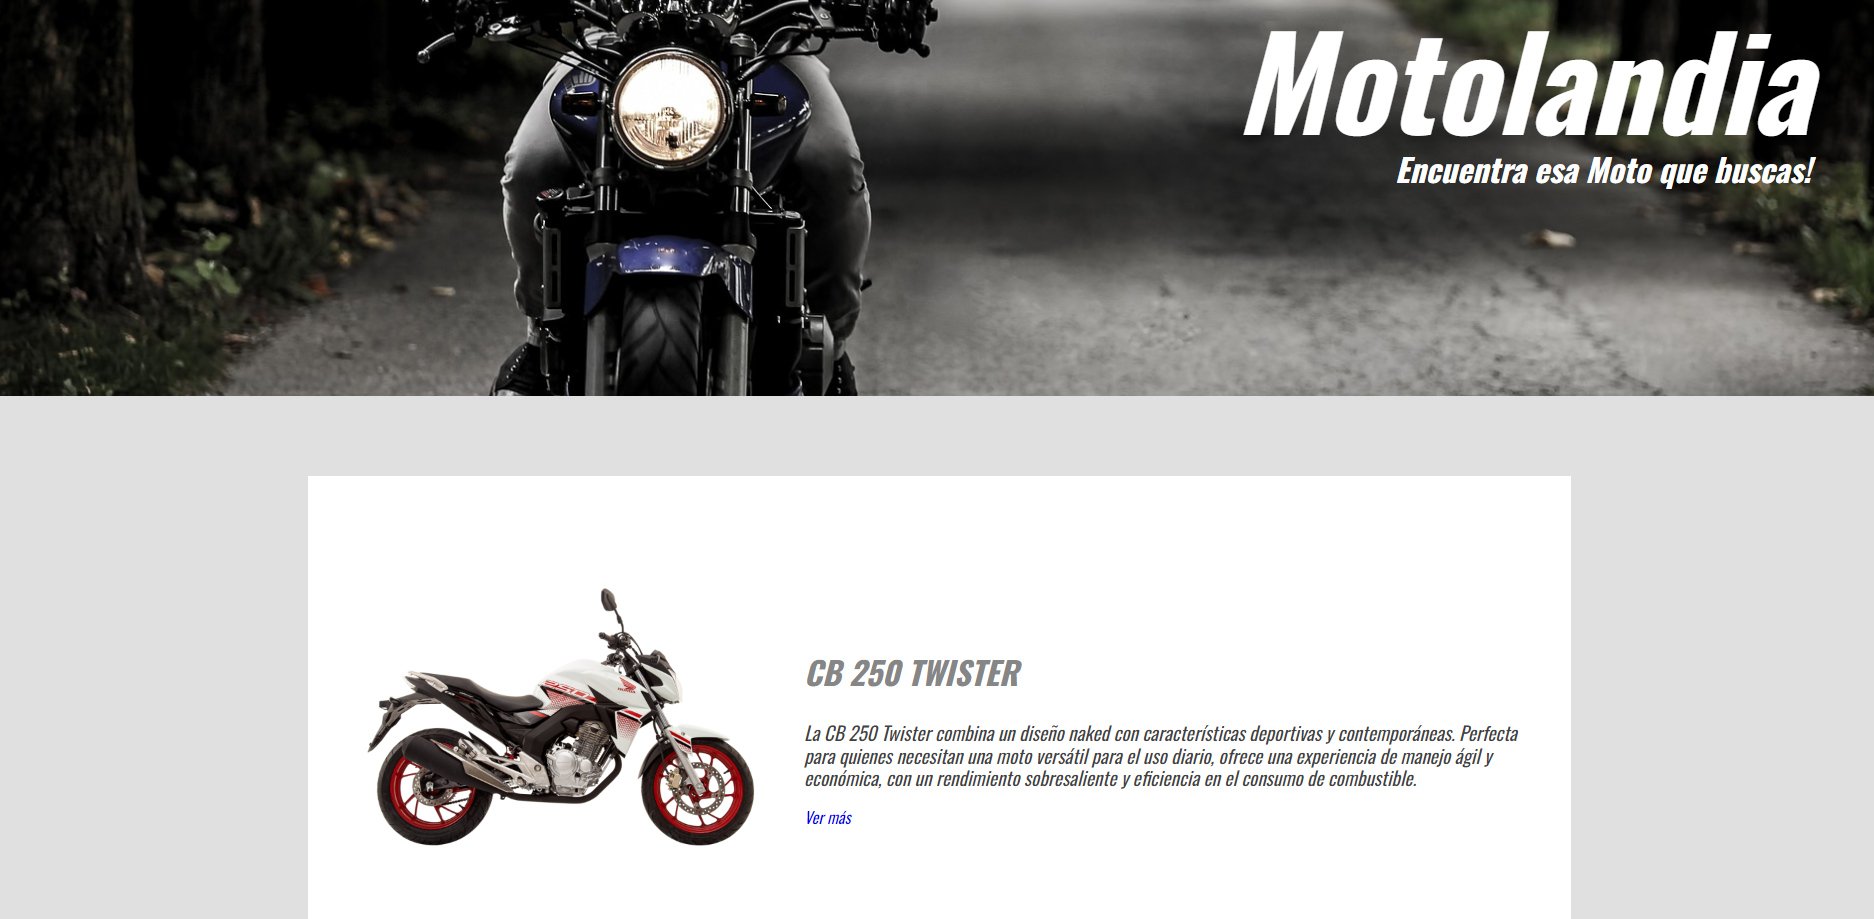 Motolandia
Encuentra esa Moto que buscas!
CB 250 TWISTER
La CB 250 Twister combina un diseño naked con características deportivas y contemporáneas. Perfecta
para quienes necesitan una moto versátil para el uso diario, ofrece una experiencia de manejo ágil y
económica, con un rendimiento sobresaliente y eficiencia en el consumo de combustible.
Ver más